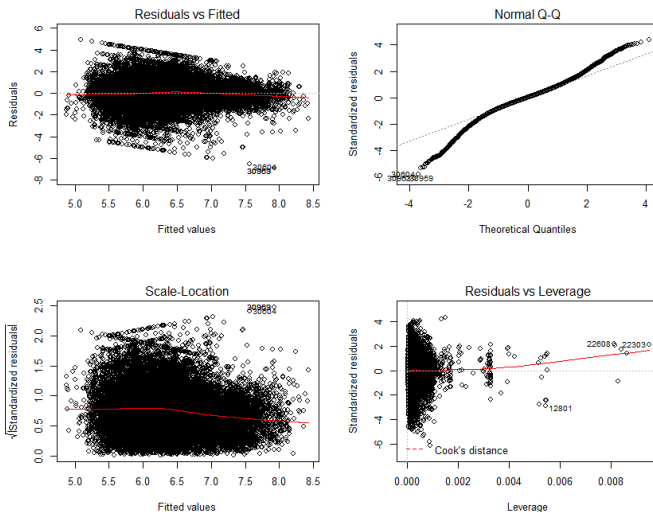 Residuals vs Fitted
Residuals
6
4
2
0
-2
-4
-6
-8
30604
30969
5.0 5.5 6.0 6.5 7.0 7.5 8.0 8.5
Fitted values
Normal Q-Q
Standardized residuals
4
2
0
-2
-4
-6
-4 -2 0 2 4
Theoretical Quantiles
Scale-Location
√|Standardized residuals|
2.5
2.0
1.5
1.0
0.5
0.0
30969
30604
5.0 5.5 6.0 6.5 7.0 7.5 8.0 8.5
Fitted values
Residuals vs Leverage
Standardized residuals
4
2
0
-2
-4
-6
22608
22303
12801
Cook's distance
0.000 0.002 0.004 0.006 0.008
Leverage